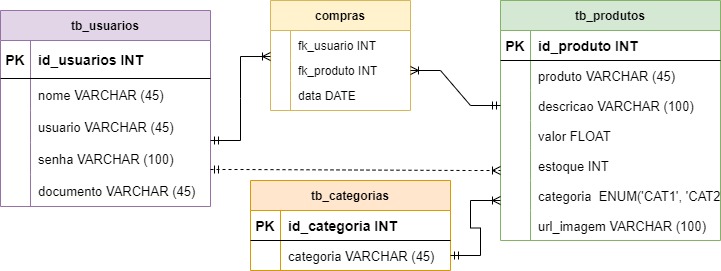 tb_usuarios
PK id_usuarios INT
nome VARCHAR (45)
usuario VARCHAR (45)
senha VARCHAR (100)
documento VARCHAR (45)
compras
fk_usuario INT
fk_produto INT
data DATE
tb_produtos
PK id_produto INT
produto VARCHAR (45)
descricao VARCHAR (100)
valor FLOAT
estoque INT
categoria ENUM('CAT1', 'CAT2
url_imagem VARCHAR (100)
tb_categorias
PK id_categoria INT
categoria VARCHAR (45)